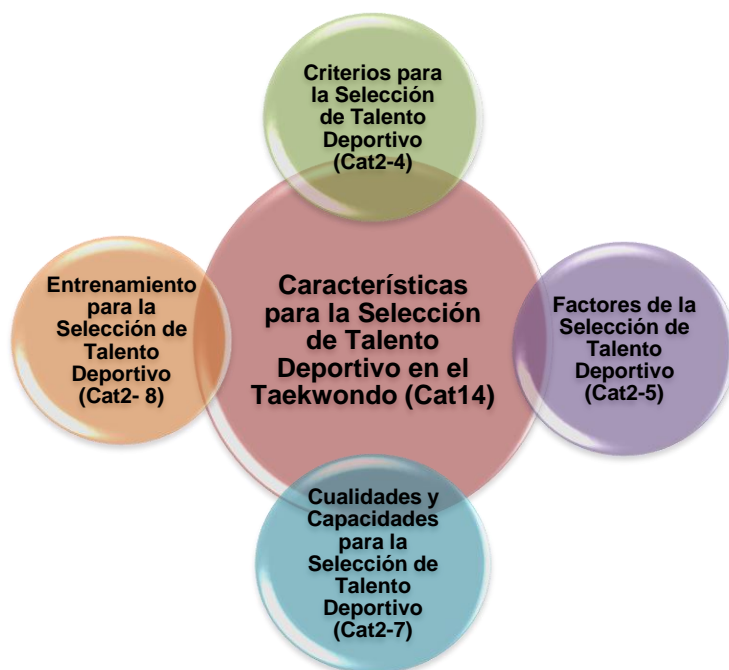 Criterios para
la Selección
de Talento
Deportivo
(Cat2-4)
Entrenamiento
para la
Selección de
Talento
Deportivo
(Cat2- 8)
Características
para la Selección
de Talento
Deportivo en el
Taekwondo (Cat14)
Factores de la
Selección de
Talento
Deportivo
(Cat2-5)
Cualidades y
Capacidades
para la
Selección de
Talento
Deportivo
(Cat2-7)